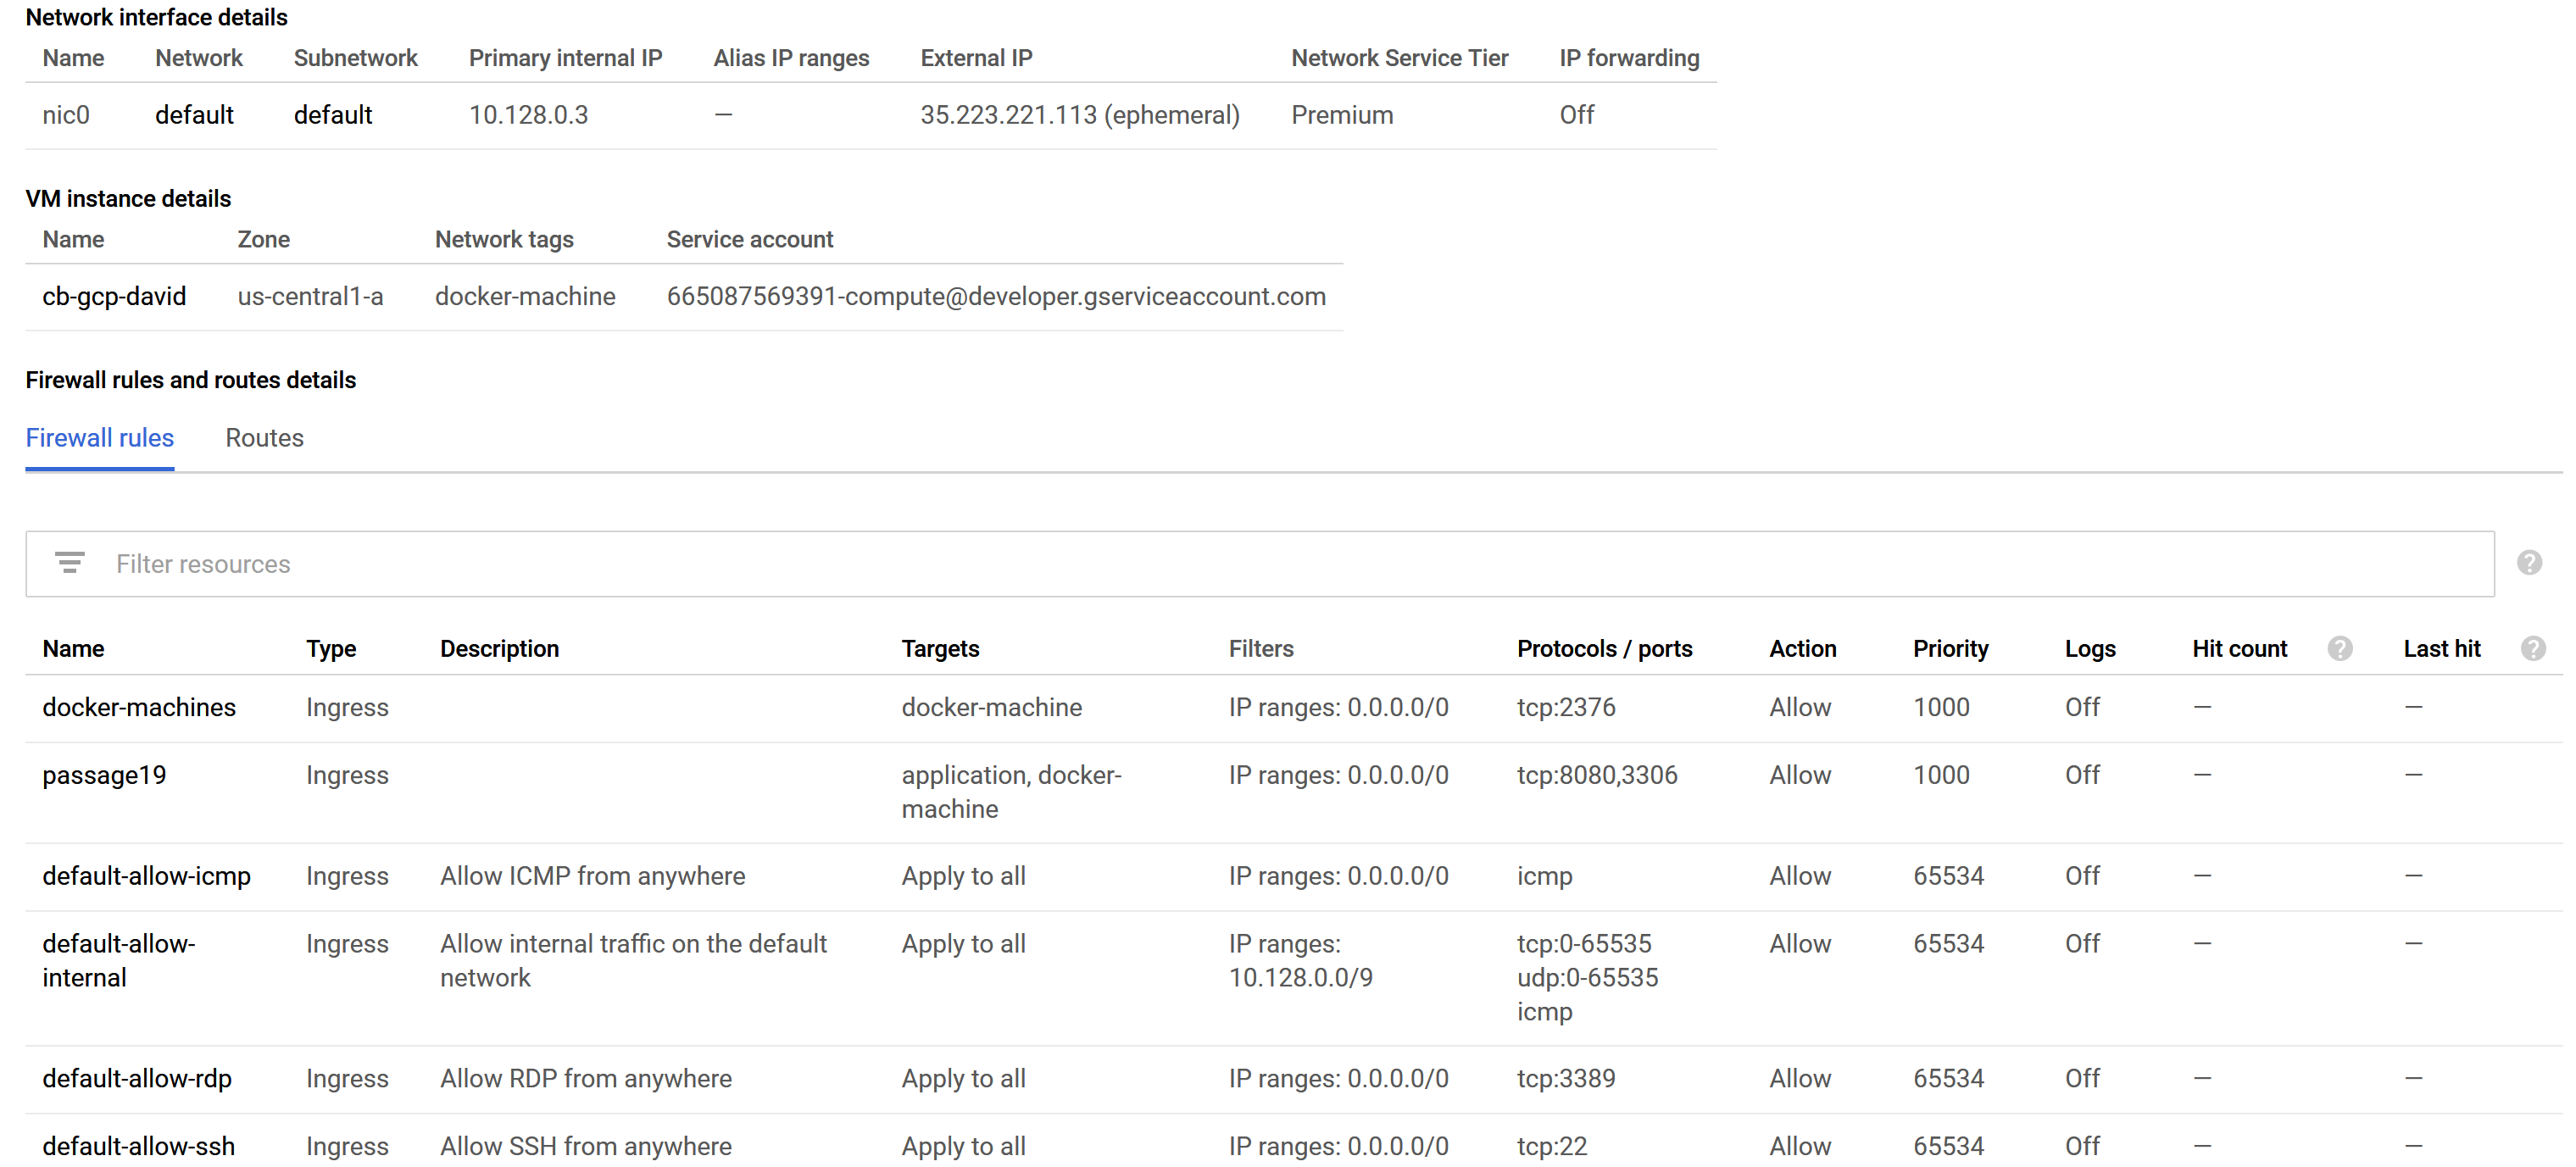 Network interface details
Name Network Subnetwork Primary internal IP Alias IP ranges External IP Network Service Tier IP forwarding
nic0 default default 10.128.0.3 — 35.223.221.113 (ephemeral) Premium Off
VM instance details
Name Zone Network tags Service account
cb-gcp-david us-central1-a docker-machine 665087569391-compute@developer.gserviceaccount.com
Firewall rules and routes details
Firewall rules Routes
Filter resources ?
Name Type Description Targets Filters Protocols / ports Action Priority Logs Hit count ? Last hit ?
docker-machines Ingress docker-machine IP ranges: 0.0.0.0/0 tcp:2376 Allow 1000 Off — —
passage19 Ingress application, docker- IP ranges: 0.0.0.0/0 tcp:8080,3306 Allow 1000 Off — —
machine
default-allow-icmp Ingress Allow ICMP from anywhere Apply to all IP ranges: 0.0.0.0/0 icmp Allow 65534 Off — —
default-allow- Ingress Allow internal traffic on the default Apply to all IP ranges: tcp:0-65535 Allow 65534 Off — —
internal network 10.128.0.0/9 udp:0-65535
icmp
default-allow-rdp Ingress Allow RDP from anywhere Apply to all IP ranges: 0.0.0.0/0 tcp:3389 Allow 65534 Off — —
default-allow-ssh Ingress Allow SSH from anywhere Apply to all IP ranges: 0.0.0.0/0 tcp:22 Allow 65534 Off — —